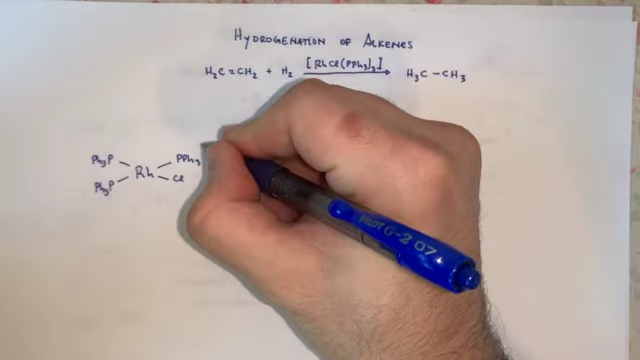 HYDROGENATION OF ALKENES
[RhCl(PPh₃)₃]
H₂C=CH₂ + H₂ ⟶ H₃C-CH₃
Ph₃P PPh₃
Rh
Ph₃P Cl
PILOT G-2 07